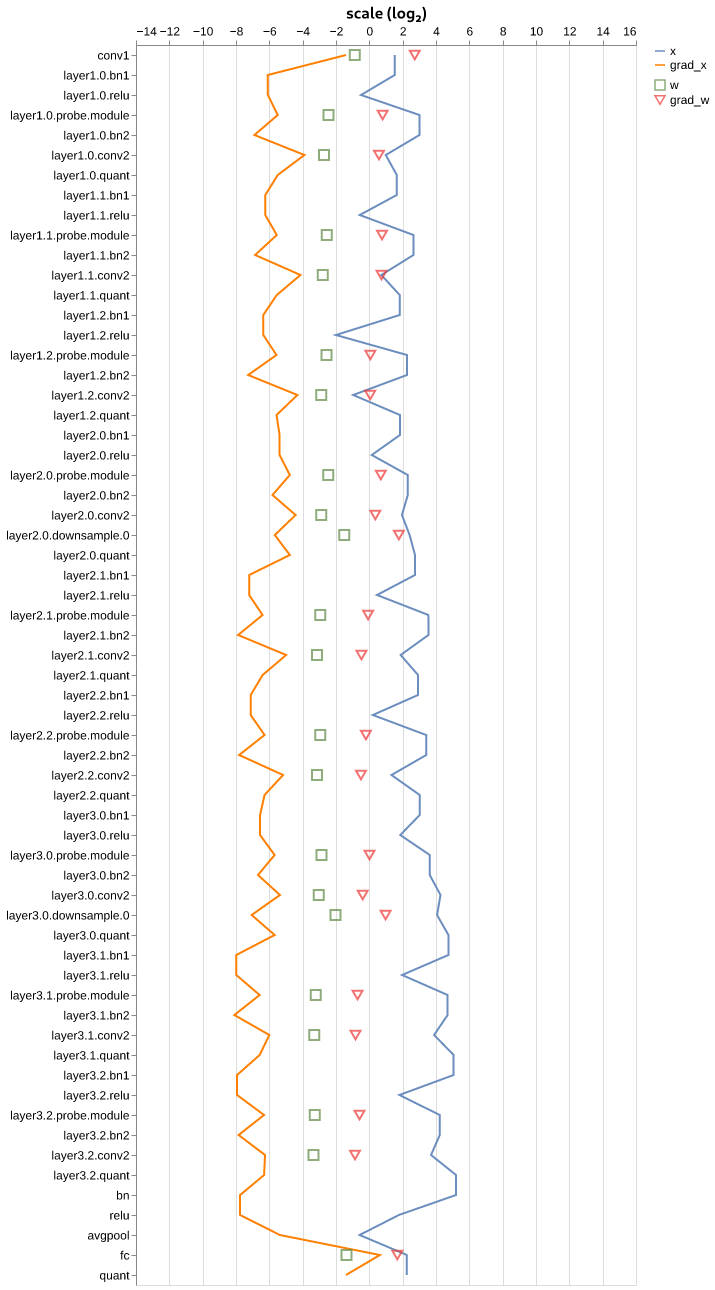 scale (log₂)
−14 −12 −10 −8 −6 −4 −2 0 2 4 6 8 10 12 14 16
x
grad_x
w
grad_w
conv1
layer1.0.bn1
layer1.0.relu
layer1.0.probe.module
layer1.0.bn2
layer1.0.conv2
layer1.0.quant
layer1.1.bn1
layer1.1.relu
layer1.1.probe.module
layer1.1.bn2
layer1.1.conv2
layer1.1.quant
layer1.2.bn1
layer1.2.relu
layer1.2.probe.module
layer1.2.bn2
layer1.2.conv2
layer1.2.quant
layer2.0.bn1
layer2.0.relu
layer2.0.probe.module
layer2.0.bn2
layer2.0.conv2
layer2.0.downsample.0
layer2.0.quant
layer2.1.bn1
layer2.1.relu
layer2.1.probe.module
layer2.1.bn2
layer2.1.conv2
layer2.1.quant
layer2.2.bn1
layer2.2.relu
layer2.2.probe.module
layer2.2.bn2
layer2.2.conv2
layer2.2.quant
layer3.0.bn1
layer3.0.relu
layer3.0.probe.module
layer3.0.bn2
layer3.0.conv2
layer3.0.downsample.0
layer3.0.quant
layer3.1.bn1
layer3.1.relu
layer3.1.probe.module
layer3.1.bn2
layer3.1.conv2
layer3.1.quant
layer3.2.bn1
layer3.2.relu
layer3.2.probe.module
layer3.2.bn2
layer3.2.conv2
layer3.2.quant
bn
relu
avgpool
fc
quant